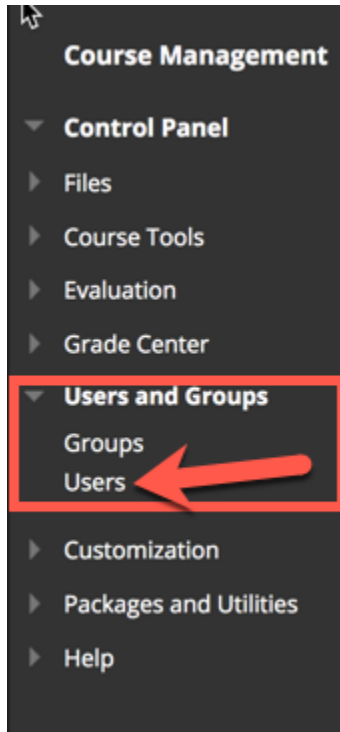 Course Management
Control Panel
Files
Course Tools
Evaluation
Grade Center
Users and Groups
Groups
Users
Customization
Packages and Utilities
Help